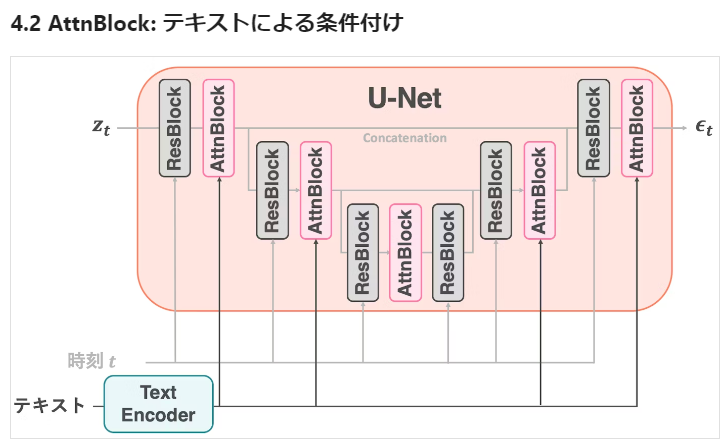 4.2 AttnBlock: テキストによる条件付け
U-Net
z_t
ResBlock
AttnBlock
Concatenation
ResBlock
AttnBlock
ϵ_t
ResBlock
AttnBlock
ResBlock
AttnBlock
ResBlock
AttnBlock
ResBlock
時刻 t
テキスト
Text
Encoder